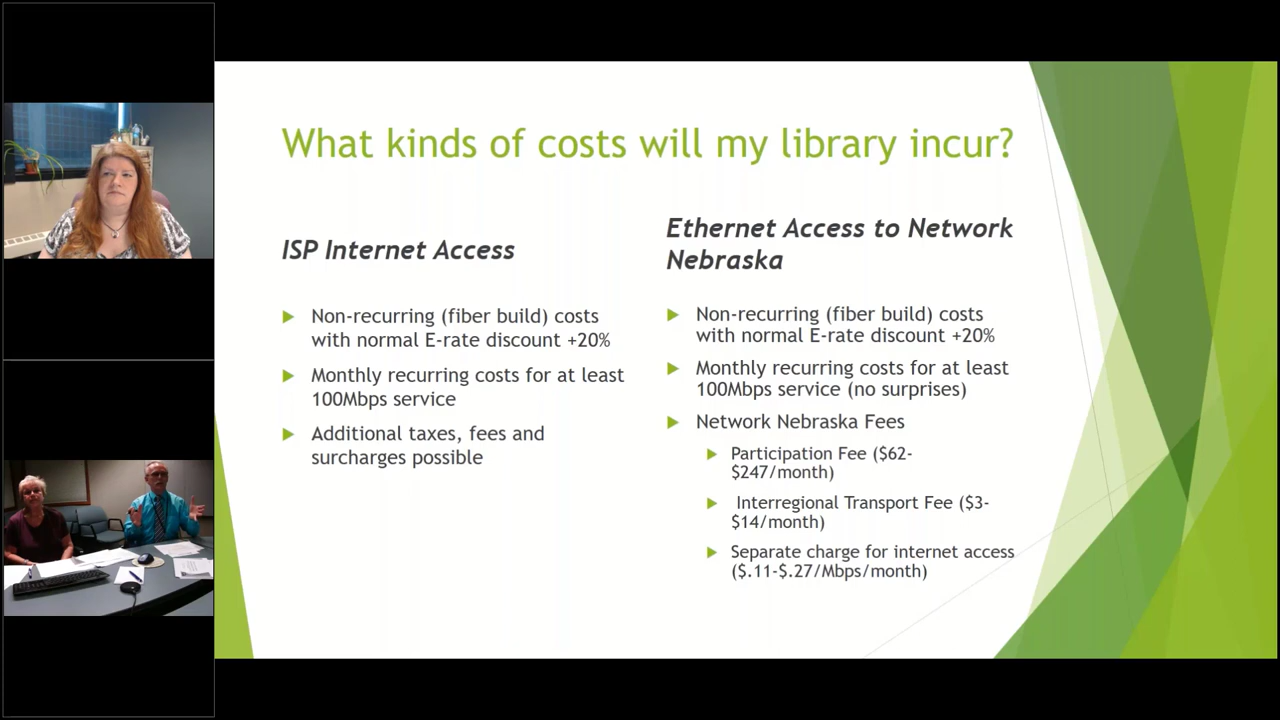 What kinds of costs will my library incur?
ISP Internet Access
Non-recurring (fiber build) costs
with normal E-rate discount +20%
Monthly recurring costs for at least
100Mbps service
Additional taxes, fees and
surcharges possible
Ethernet Access to Network
Nebraska
Non-recurring (fiber build) costs
with normal E-rate discount +20%
Monthly recurring costs for at least
100Mbps service (no surprises)
Network Nebraska Fees
Participation Fee ($62-
$247/month)
Interregional Transport Fee ($3-
$14/month)
Separate charge for internet access
($.11-$.27/Mbps/month)